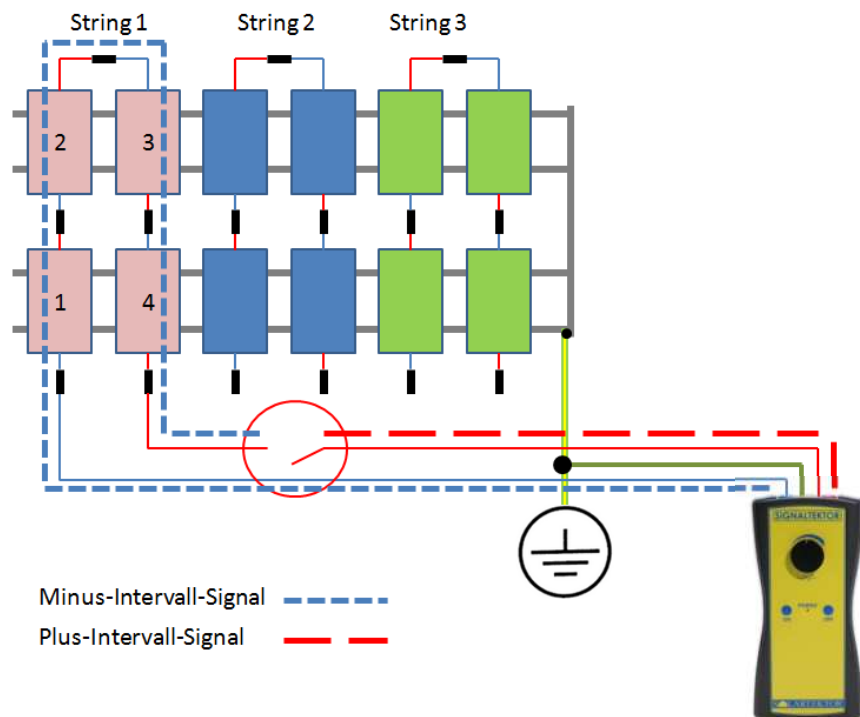 String 1
String 2
String 3
2
3
1
4
SIGNALTEKTOR
Minus-Intervall-Signal
Plus-Intervall-Signal